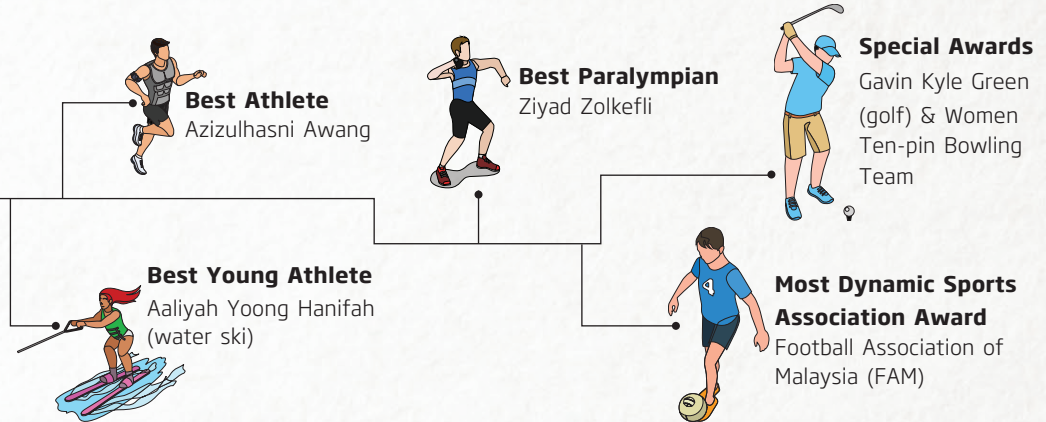 Best Athlete
Azizulhasni Awang
Best Paralympian
Ziyad Zolkefli
Special Awards
Gavin Kyle Green
(golf) & Women
Ten-pin Bowling
Team
Best Young Athlete
Aaliyah Yoong Hanifah
(water ski)
Most Dynamic Sports
Association Award
Football Association of
Malaysia (FAM)